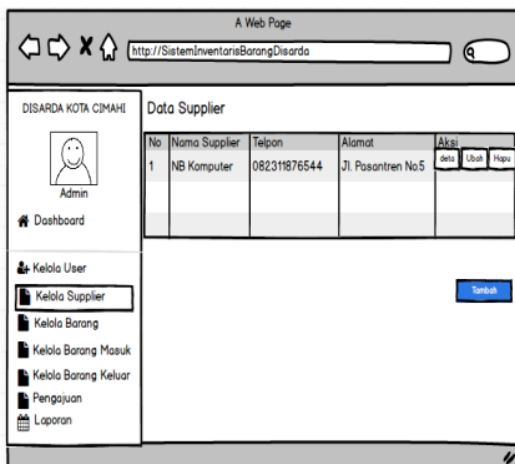 A Web Page
http://SistemInventarisBarangDisarda
DISARDA KOTA CIMAHI
Admin
Dashboard
Kelola User
Kelola Supplier
Kelola Barang
Kelola Barang Masuk
Kelola Barang Keluar
Pengajuan
Laporan
Data Supplier
No Nama Supplier Telpon Alamat Aksi
1 NB Komputer 082311876544 Jl. Pasantren No.5 deta Ubah Hapu
Tambah